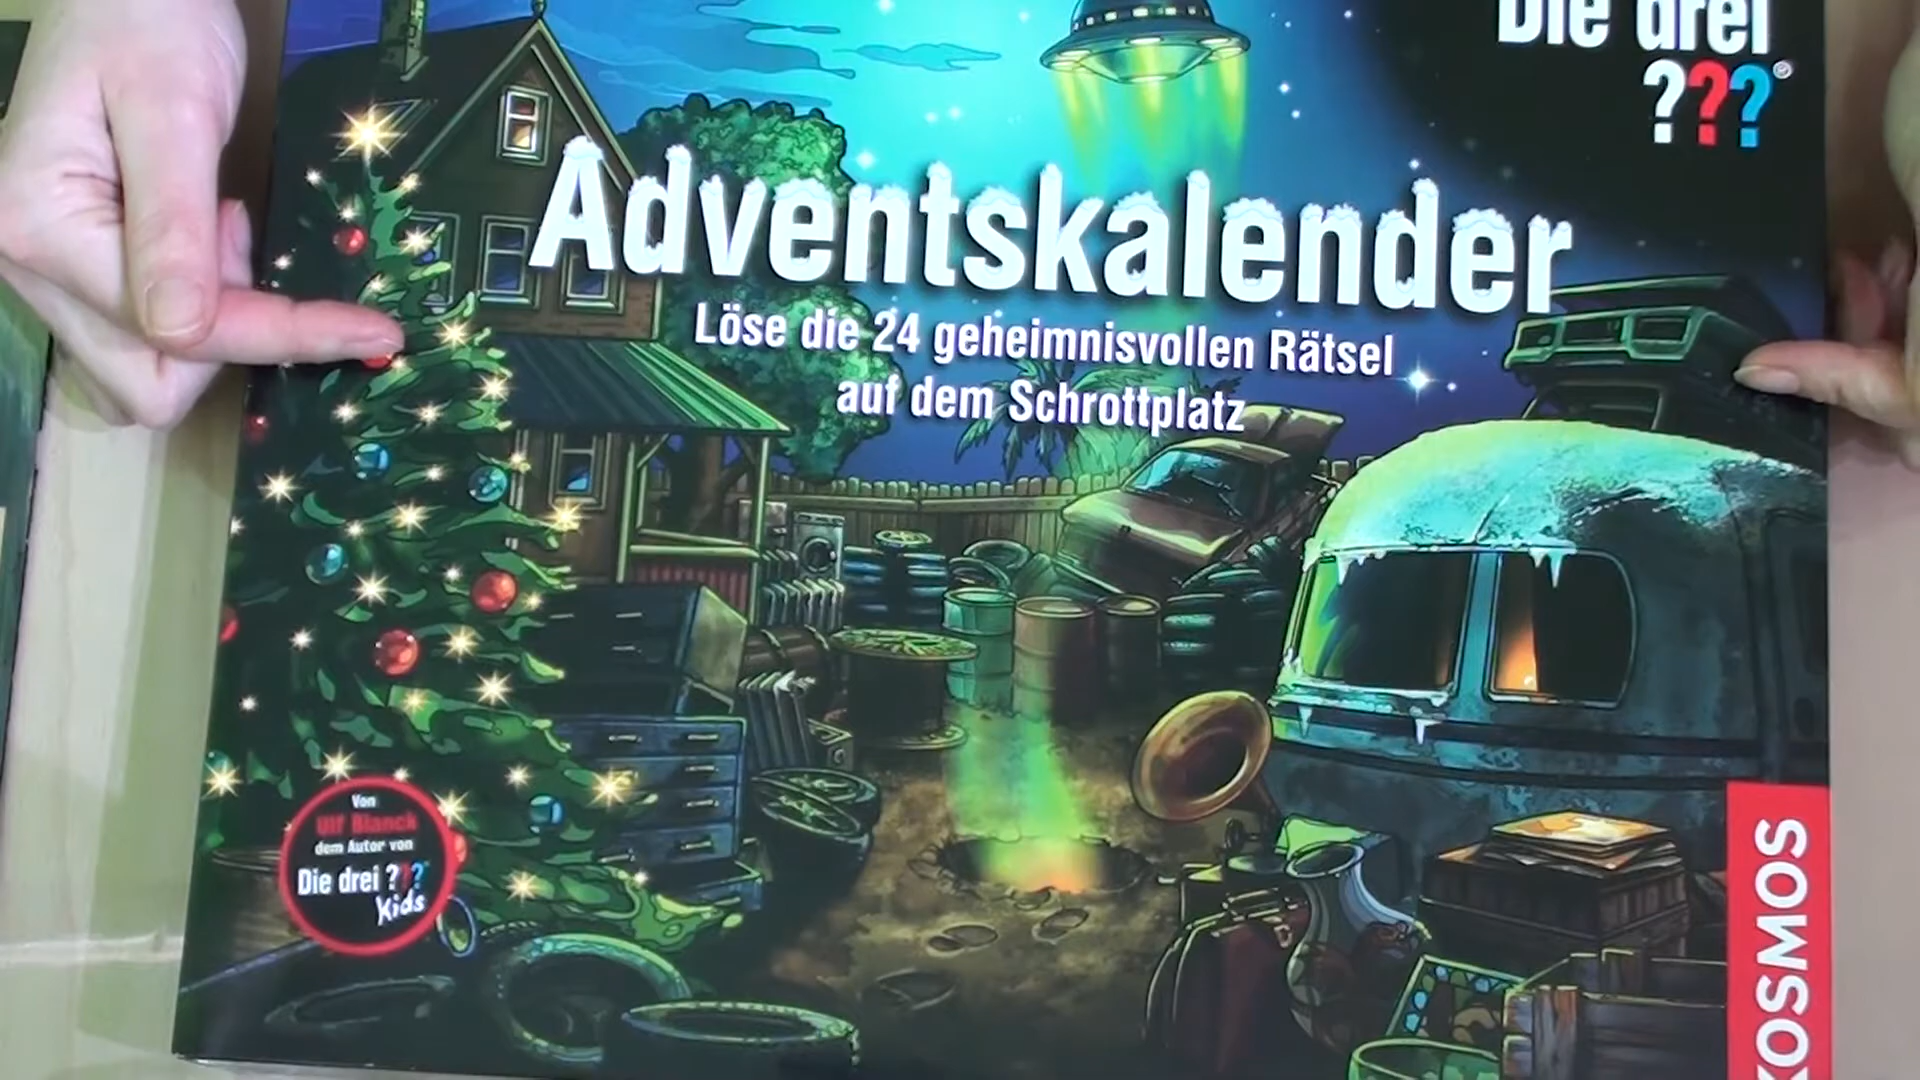 Die drei
???®
Adventskalender
Löse die 24 geheimnisvollen Rätsel
auf dem Schrottplatz
Von
Ulf Blanck
dem Autor von
Die drei ???
Kids
KOSMOS